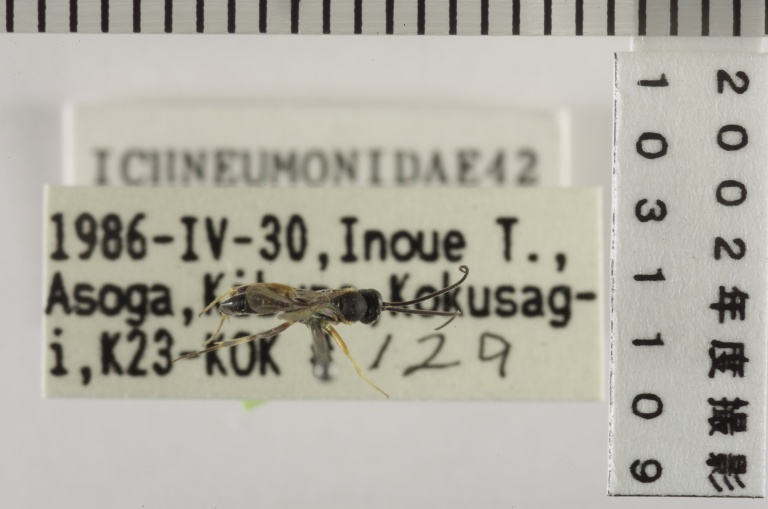 ICHNEUMONIDAE42
1986-IV-30, Inoue T.,
Asoga, Kokusag-
i, K23-KOK 129
2002年度撮影
1031109